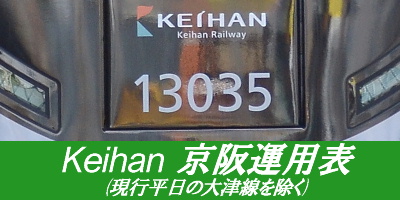 KEIHAN
Keihan Railway
13035
Keihan 京阪運用表
(現行平日の大津線を除く)